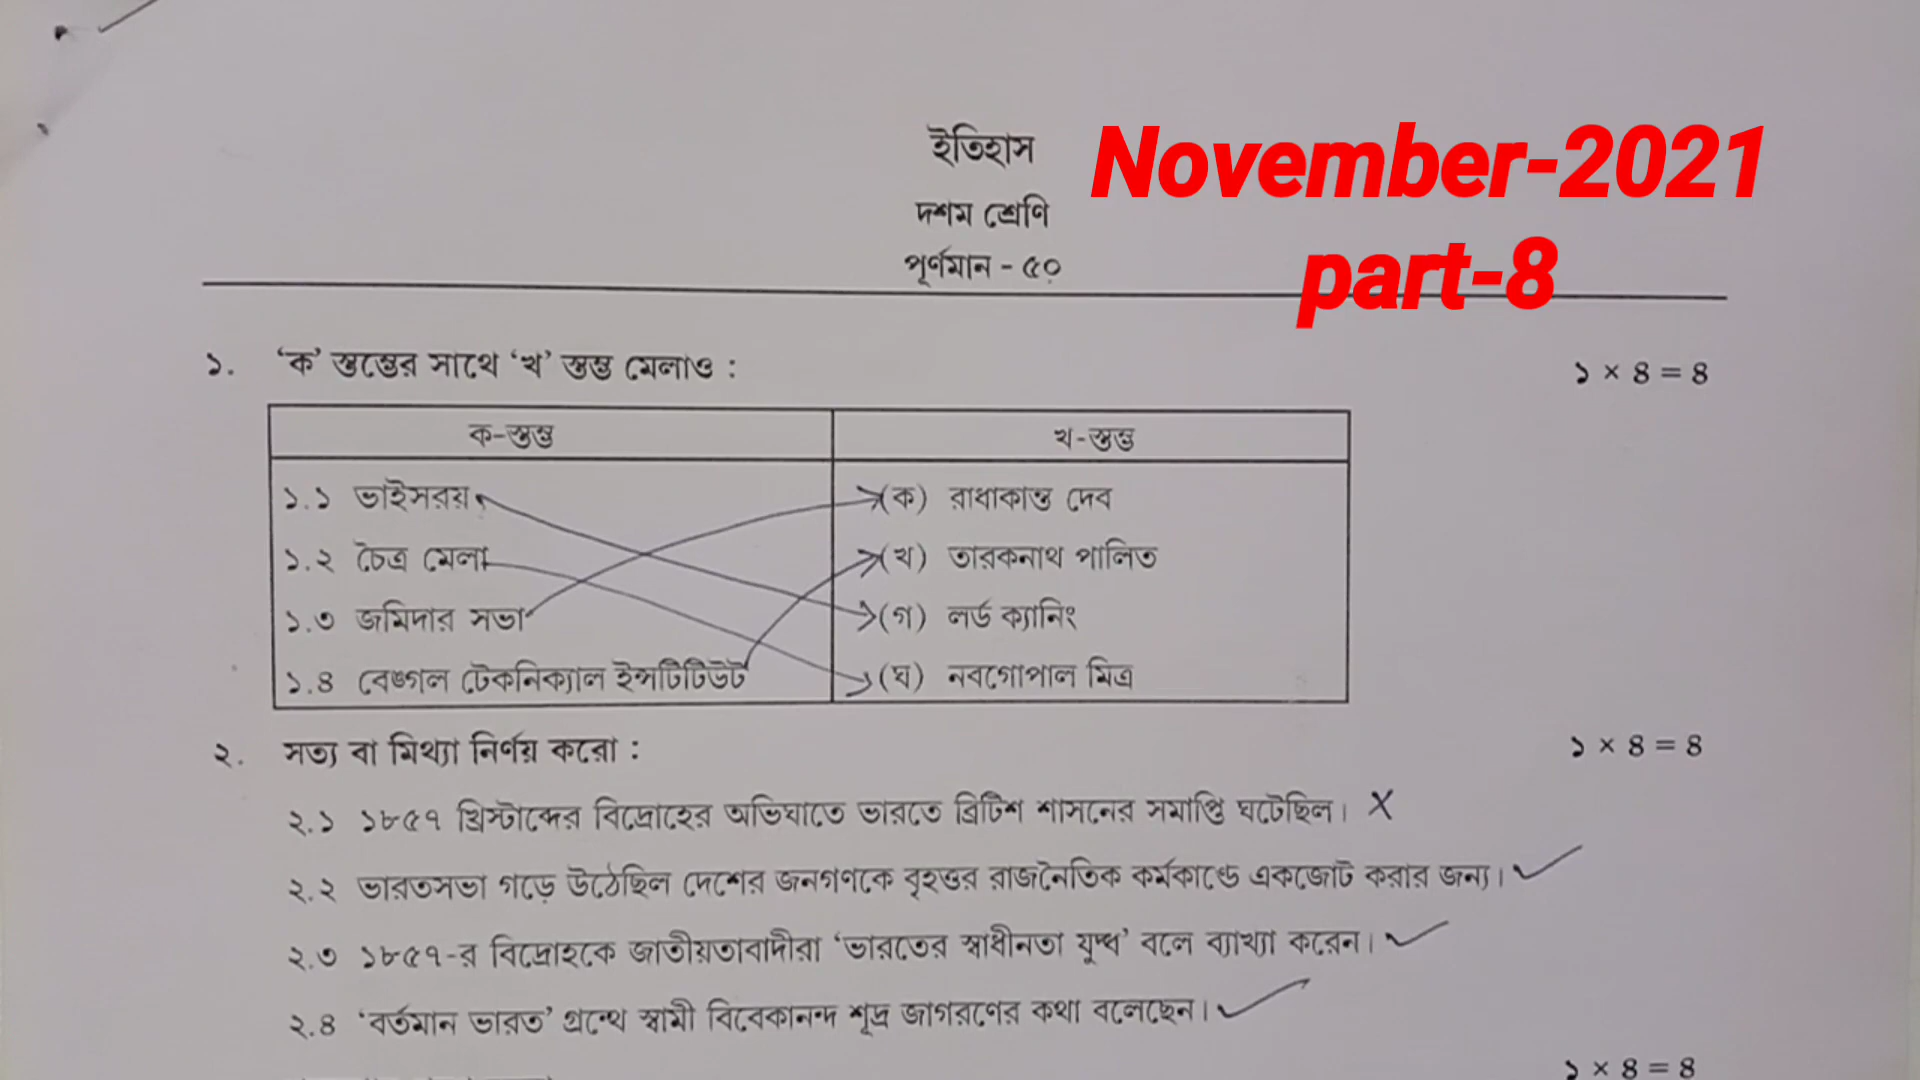 ইতিহাস
November-2021
দশম শ্রেণি
part-8
পূর্ণমান - ৫০
১. ‘ক’ স্তম্ভের সাথে ‘খ’ স্তম্ভ মেলাও : ১ × ৪ = ৪
ক-স্তম্ভ খ-স্তম্ভ
১.১ ভাইসরয় (ক) রাধাকান্ত দেব
১.২ চৈত্র মেলা (খ) তারকনাথ পালিত
১.৩ জমিদার সভা (গ) লর্ড ক্যানিং
১.৪ বেঙ্গল টেকনিক্যাল ইন্সটিটিউট (ঘ) নবগোপাল মিত্র
২. সত্য বা মিথ্যা নির্ণয় করো : ১ × ৪ = ৪
২.১ ১৮৫৭ খ্রিস্টাব্দের বিদ্রোহের অভিঘাতে ভারতে ব্রিটিশ শাসনের সমাপ্তি ঘটেছিল। X
২.২ ভারতসভা গড়ে উঠেছিল দেশের জনগণকে বৃহত্তর রাজনৈতিক কর্মকাণ্ডে একজোট করার জন্য। ✓
২.৩ ১৮৫৭-র বিদ্রোহকে জাতীয়তাবাদীরা ‘ভারতের স্বাধীনতা যুদ্ধ’ বলে ব্যাখ্যা করেন। ✓
২.৪ ‘বর্তমান ভারত’ গ্রন্থে স্বামী বিবেকানন্দ শূদ্র জাগরণের কথা বলেছেন। ✓
১ × ৪ = ৪